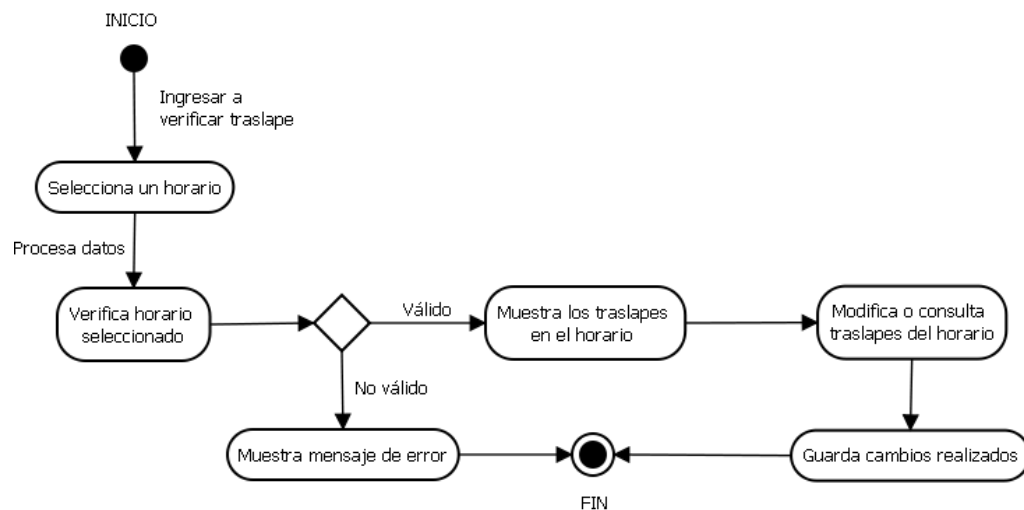 INICIO
Ingresar a
verificar traslape
Selecciona un horario
Procesa datos
Verifica horario
seleccionado
Válido
Muestra los traslapes
en el horario
Modifica o consulta
traslapes del horario
No válido
Muestra mensaje de error
Guarda cambios realizados
FIN